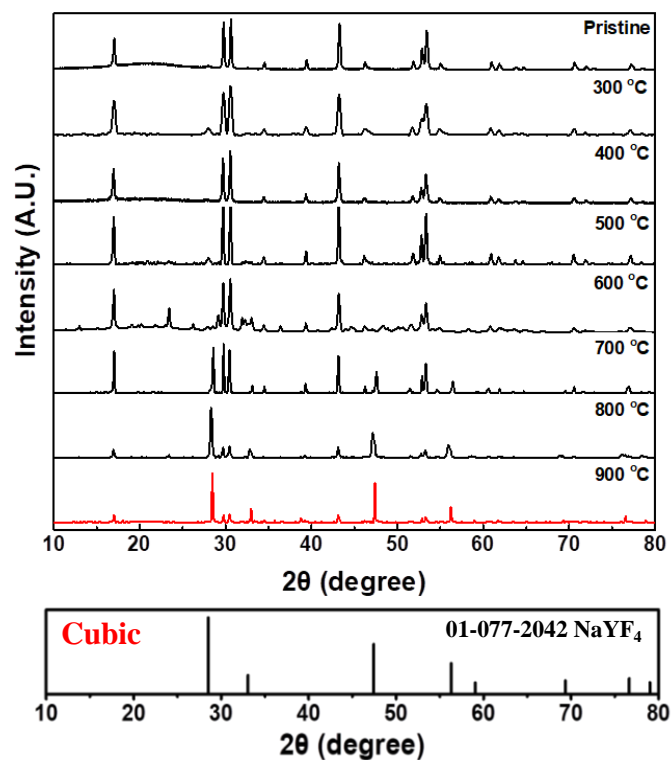 Pristine
300 °C
400 °C
500 °C
600 °C
700 °C
800 °C
900 °C
Intensity (A.U.)
10 20 30 40 50 60 70 80
2θ (degree)
Cubic
01-077-2042 NaYF₄
10 20 30 40 50 60 70 80
2θ (degree)